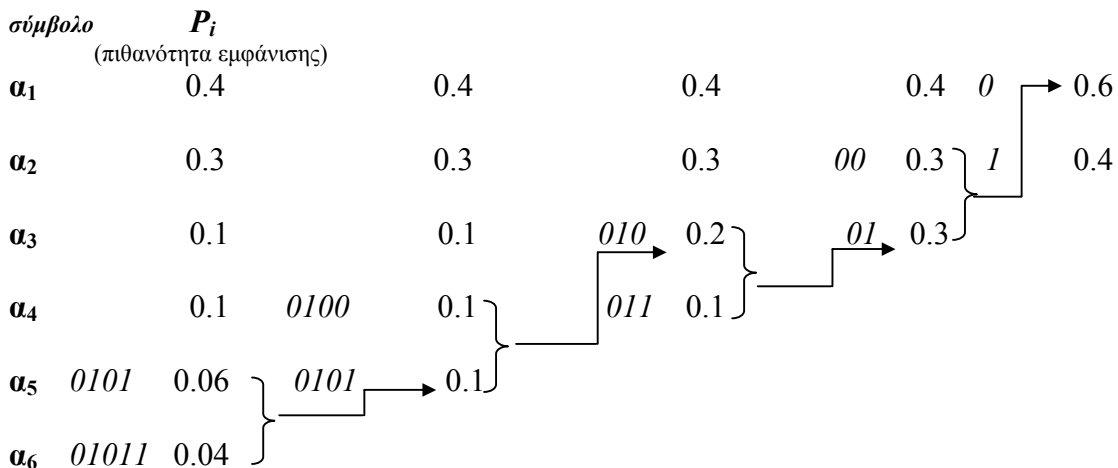 σύμβολο Pi
(πιθανότητα εμφάνισης)
α1 0.4 0.4 0.4 0.4 0 0.6
α2 0.3 0.3 0.3 00 0.3 1 0.4
α3 0.1 0.1 010 0.2 01 0.3
α4 0.1 0100 0.1 011 0.1
α5 0101 0.06 0101 0.1
α6 01011 0.04